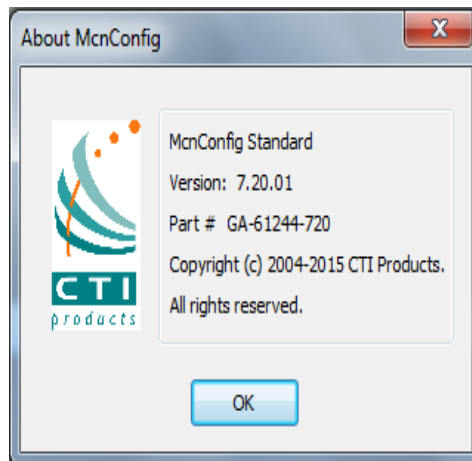 About McnConfig
X
McnConfig Standard
Version: 7.20.01
Part # GA-61244-720
Copyright (c) 2004-2015 CTI Products.
All rights reserved.
CTI
products
OK